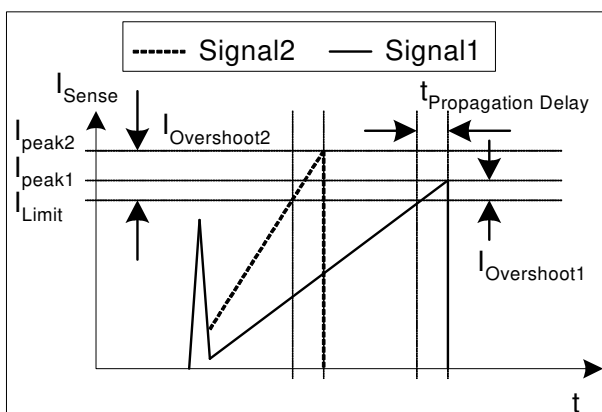 Signal2 Signal1
I_Sense
t_Propagation Delay
I_peak2
I_Overshoot2
I_peak1
I_Limit
I_Overshoot1
t